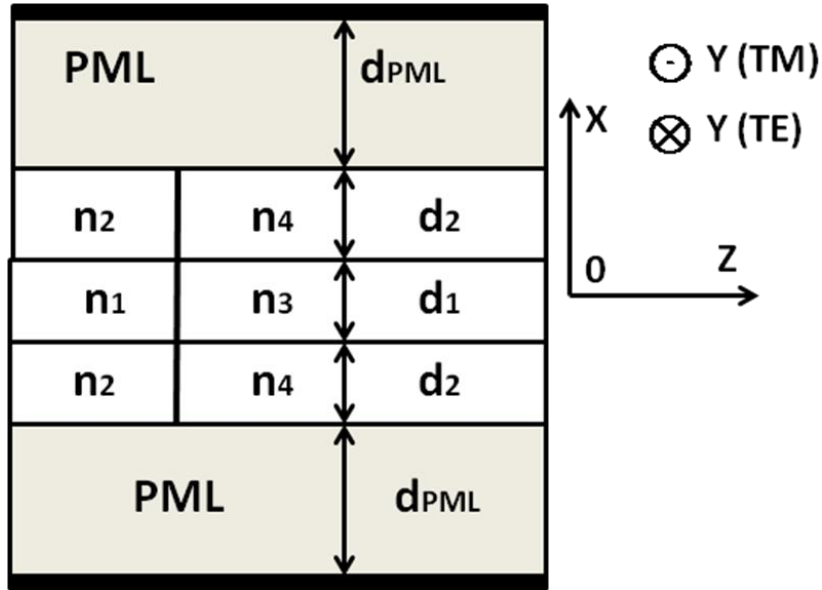 PML dPML
Y (TM)
X Y (TE)
n2 n4 d2
0 Z
n1 n3 d1
n2 n4 d2
PML dPML